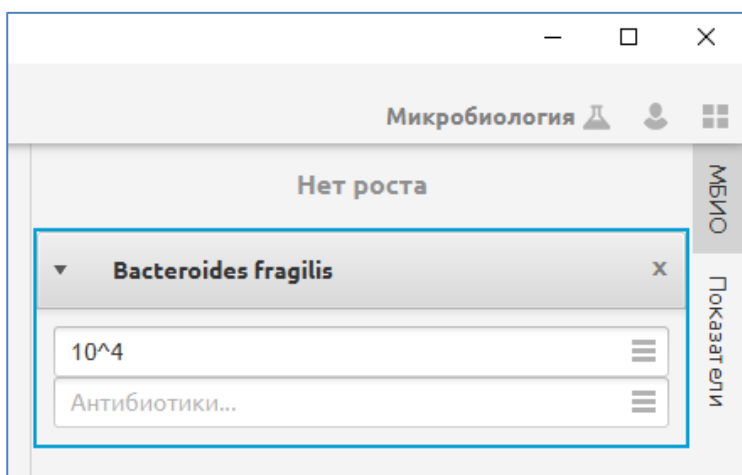 Микробиология
Нет роста
Bacteroides fragilis
x
10^4
Антибиотики...
МБИО
Показатели